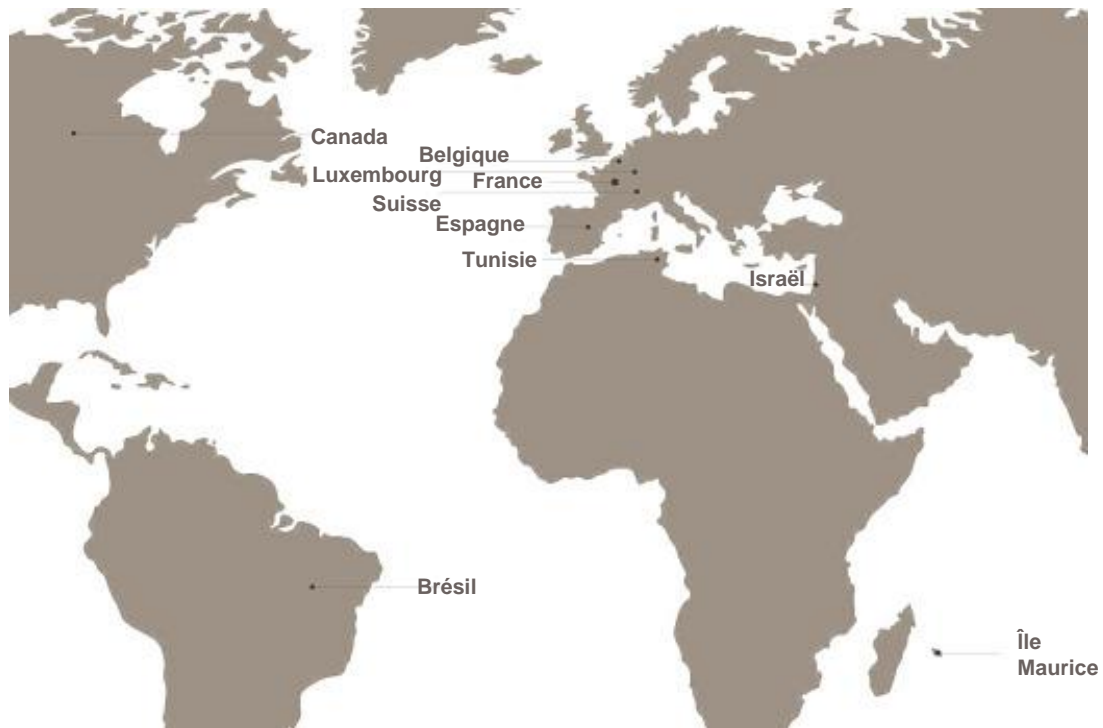 Canada
Belgique
Luxembourg
France
Suisse
Espagne
Tunisie
Israël
Brésil
Île
Maurice